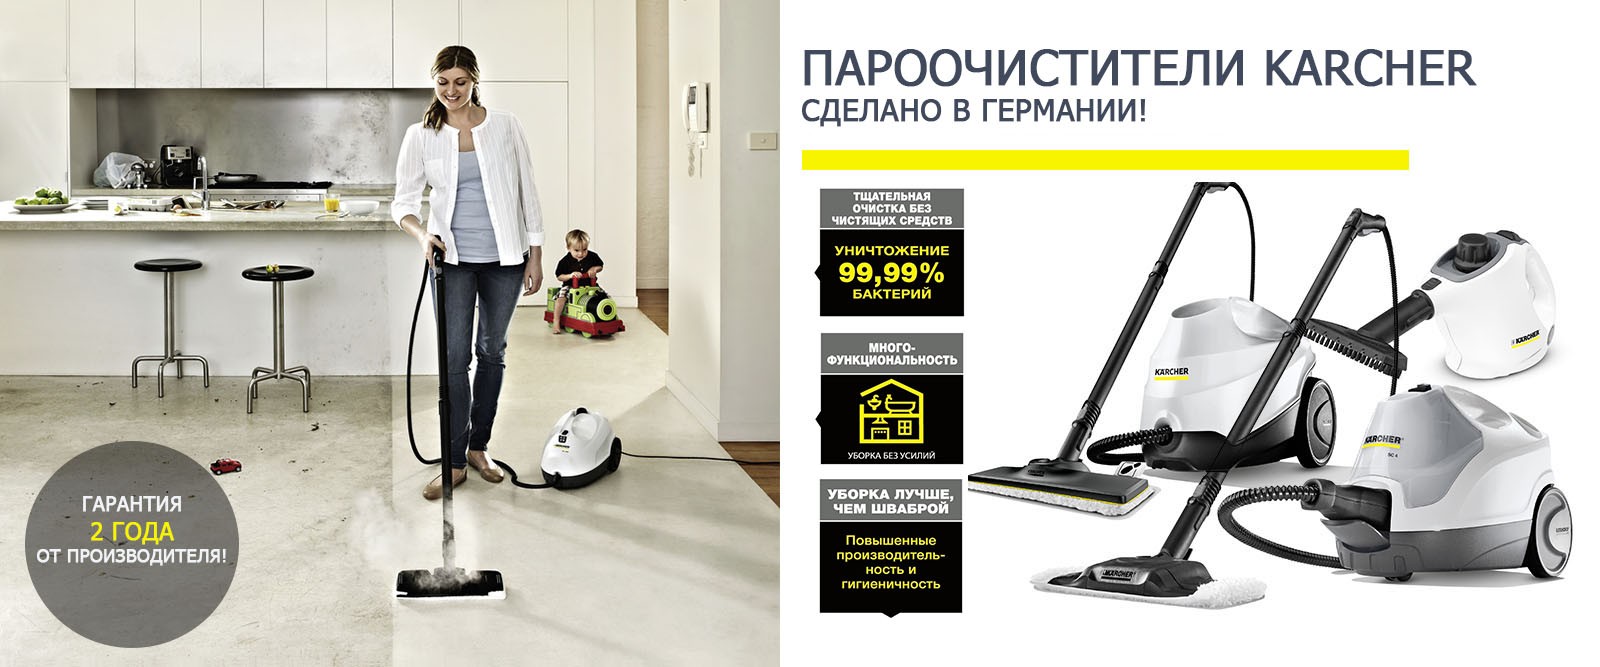 ГАРАНТИЯ
2 ГОДА
ОТ ПРОИЗВОДИТЕЛЯ!
ПАРООЧИСТИТЕЛИ KARCHER
СДЕЛАНО В ГЕРМАНИИ!
ТЩАТЕЛЬНАЯ
ОЧИСТКА БЕЗ
ЧИСТЯЩИХ СРЕДСТВ
УНИЧТОЖЕНИЕ
99,99%
БАКТЕРИЙ
МНОГО-
ФУНКЦИОНАЛЬНОСТЬ
УБОРКА БЕЗ УСИЛИЙ
УБОРКА ЛУЧШЕ,
ЧЕМ ШВАБРОЙ
Повышенные
производитель-
ность и
гигиеничность
KÄRCHER
KÄRCHER
KÄRCHER
SC 4
KÄRCHER